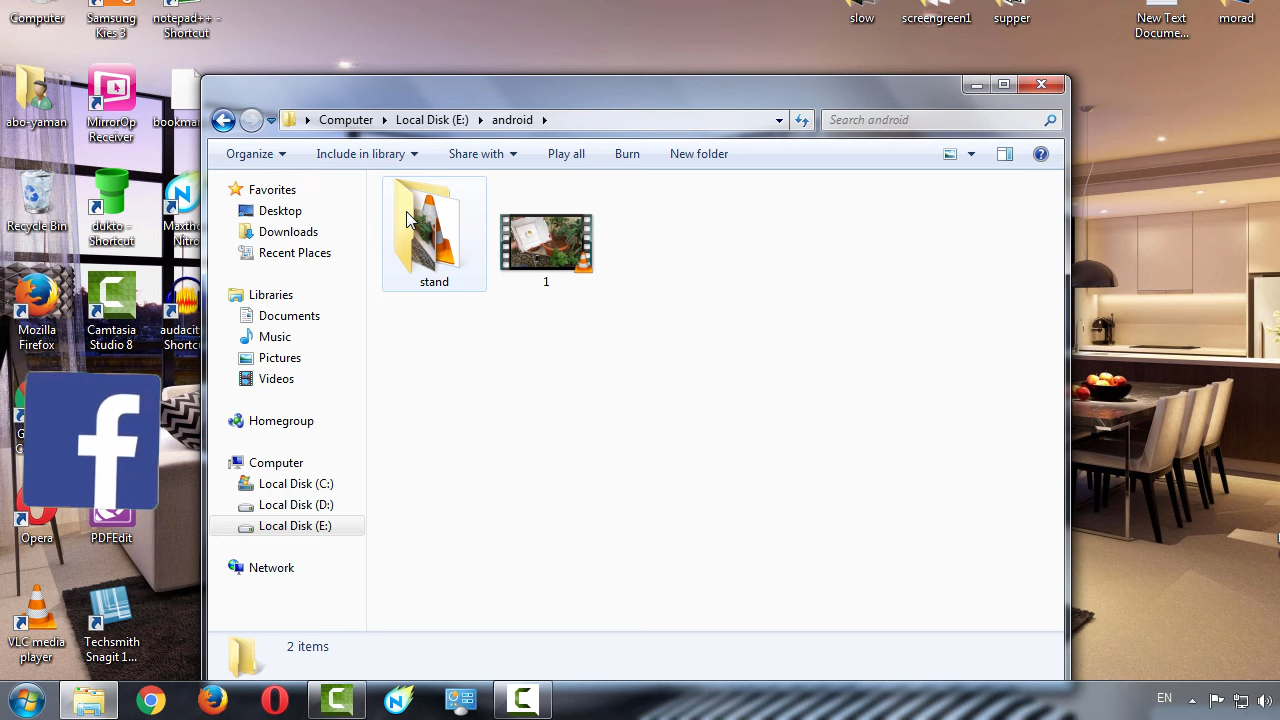 Computer
Samsung
Kies 3
notepad++ -
Shortcut
slow
screengreen1
supper
New Text
Docume...
morad
abo-yaman
MirrorOp
Receiver
Recycle Bin
dukto -
Shortcut
Maxtho
Nitro
Mozilla
Firefox
Camtasia
Studio 8
Opera
PDFEdit
VLC media
player
Techsmith
Snagit 1...
Computer
Local Disk (E:)
android
Search android
Organize
Include in library
Share with
Play all
Burn
New folder
Favorites
Desktop
Downloads
Recent Places
Libraries
Documents
Music
Pictures
Videos
Homegroup
Computer
Local Disk (C:)
Local Disk (D:)
Local Disk (E:)
Network
stand
1
2 items
EN